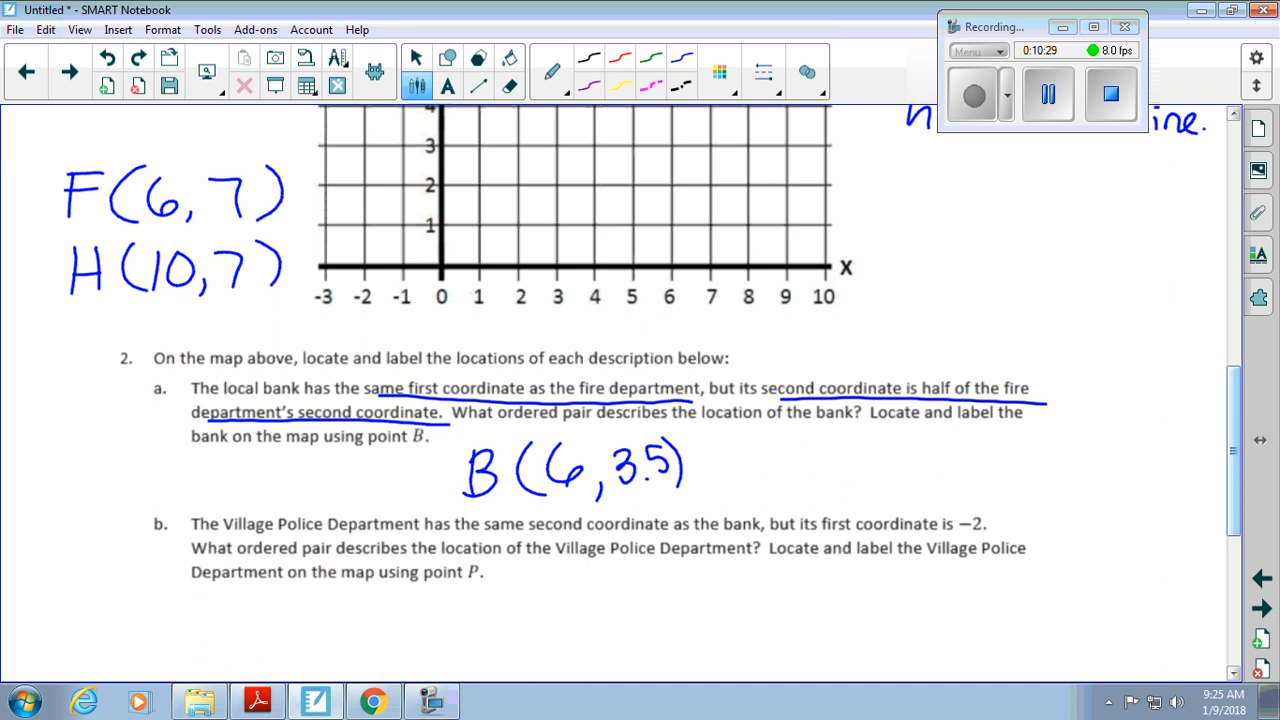 Untitled * - SMART Notebook
File Edit View Insert Format Tools Add-ons Account Help
Recording...
Menu 0:10:29 8.0 fps
ine.
4
3
2
1
X
-3 -2 -1 0 1 2 3 4 5 6 7 8 9 10
F(6, 7)
H(10,7)
2. On the map above, locate and label the locations of each description below:
a. The local bank has the same first coordinate as the fire department, but its second coordinate is half of the fire
department's second coordinate. What ordered pair describes the location of the bank? Locate and label the
bank on the map using point B.
B(6,3.5)
b. The Village Police Department has the same second coordinate as the bank, but its first coordinate is −2.
What ordered pair describes the location of the Village Police Department? Locate and label the Village Police
Department on the map using point P.
9:25 AM
1/9/2018